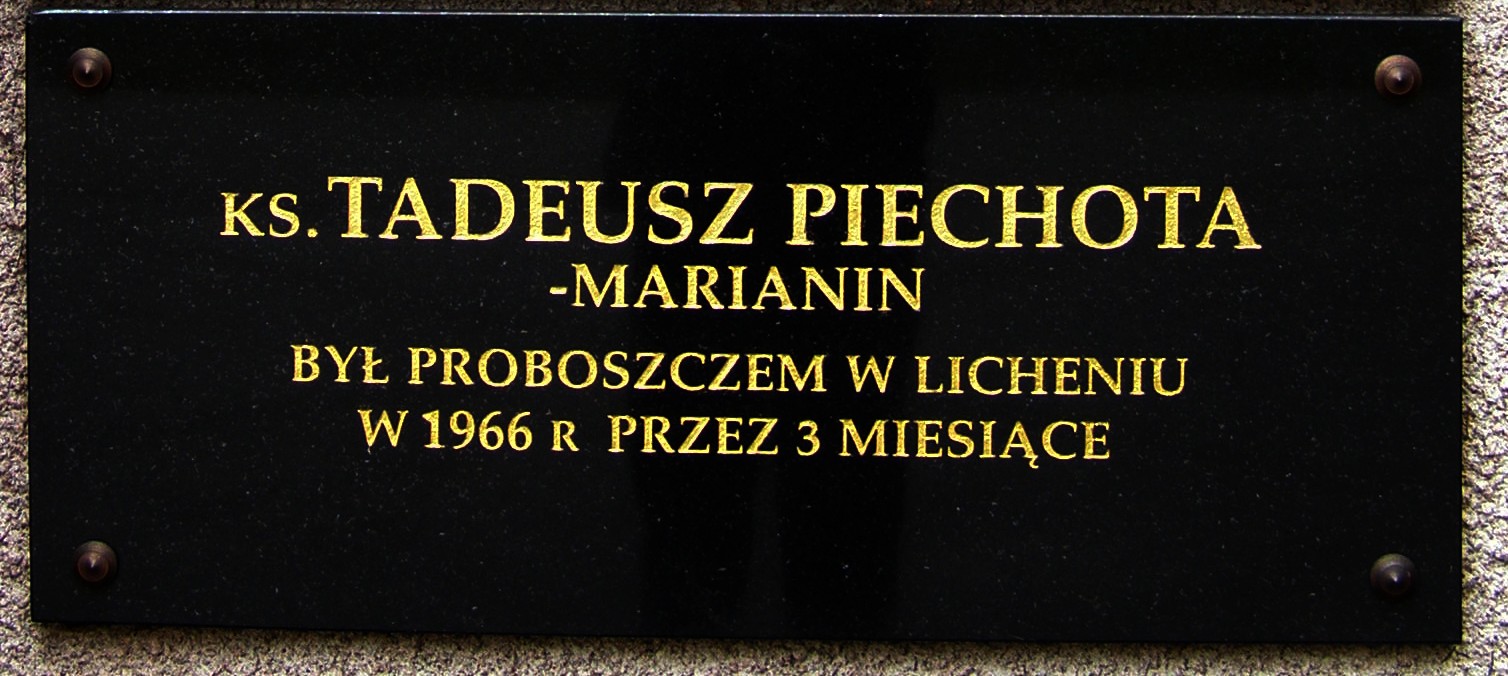 KS. TADEUSZ PIECHOTA
-MARIANIN
BYŁ PROBOSZCZEM W LICHENIU
W 1966 R PRZEZ 3 MIESIĄCE